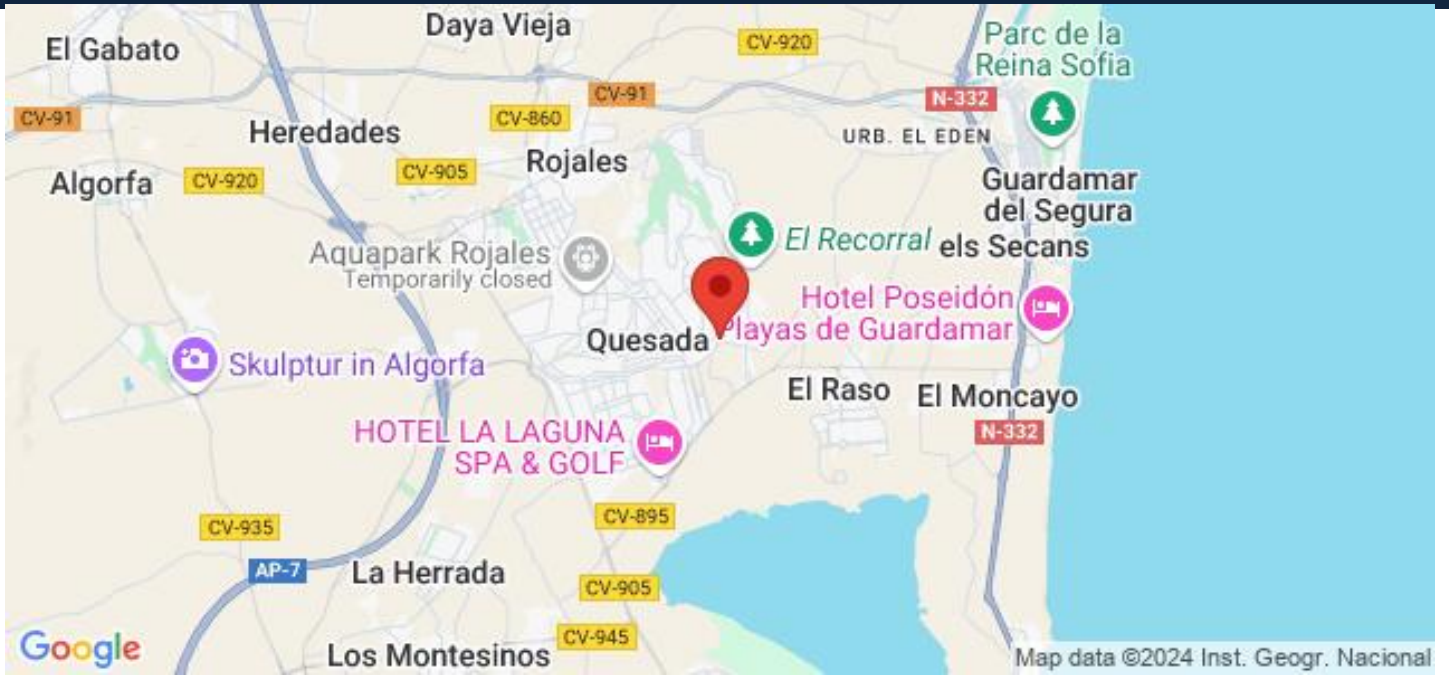 Daya Vieja
El Gabato
CV-920
Parc de la
Reina Sofia
CV-91
CV-91
N-332
CV-860
Heredades
URB. EL EDEN
Rojales
CV-905
Algorfa
CV-920
Guardamar
del Segura
El Recorral
els Secans
Aquapark Rojales
Temporarily closed
Hotel Poseidón
Playas de Guardamar
Quesada
Skulptur in Algorfa
El Raso
El Moncayo
HOTEL LA LAGUNA
SPA & GOLF
N-332
CV-935
CV-895
AP-7
La Herrada
CV-905
CV-945
Google
Los Montesinos
Map data ©2024 Inst. Geogr. Nacional